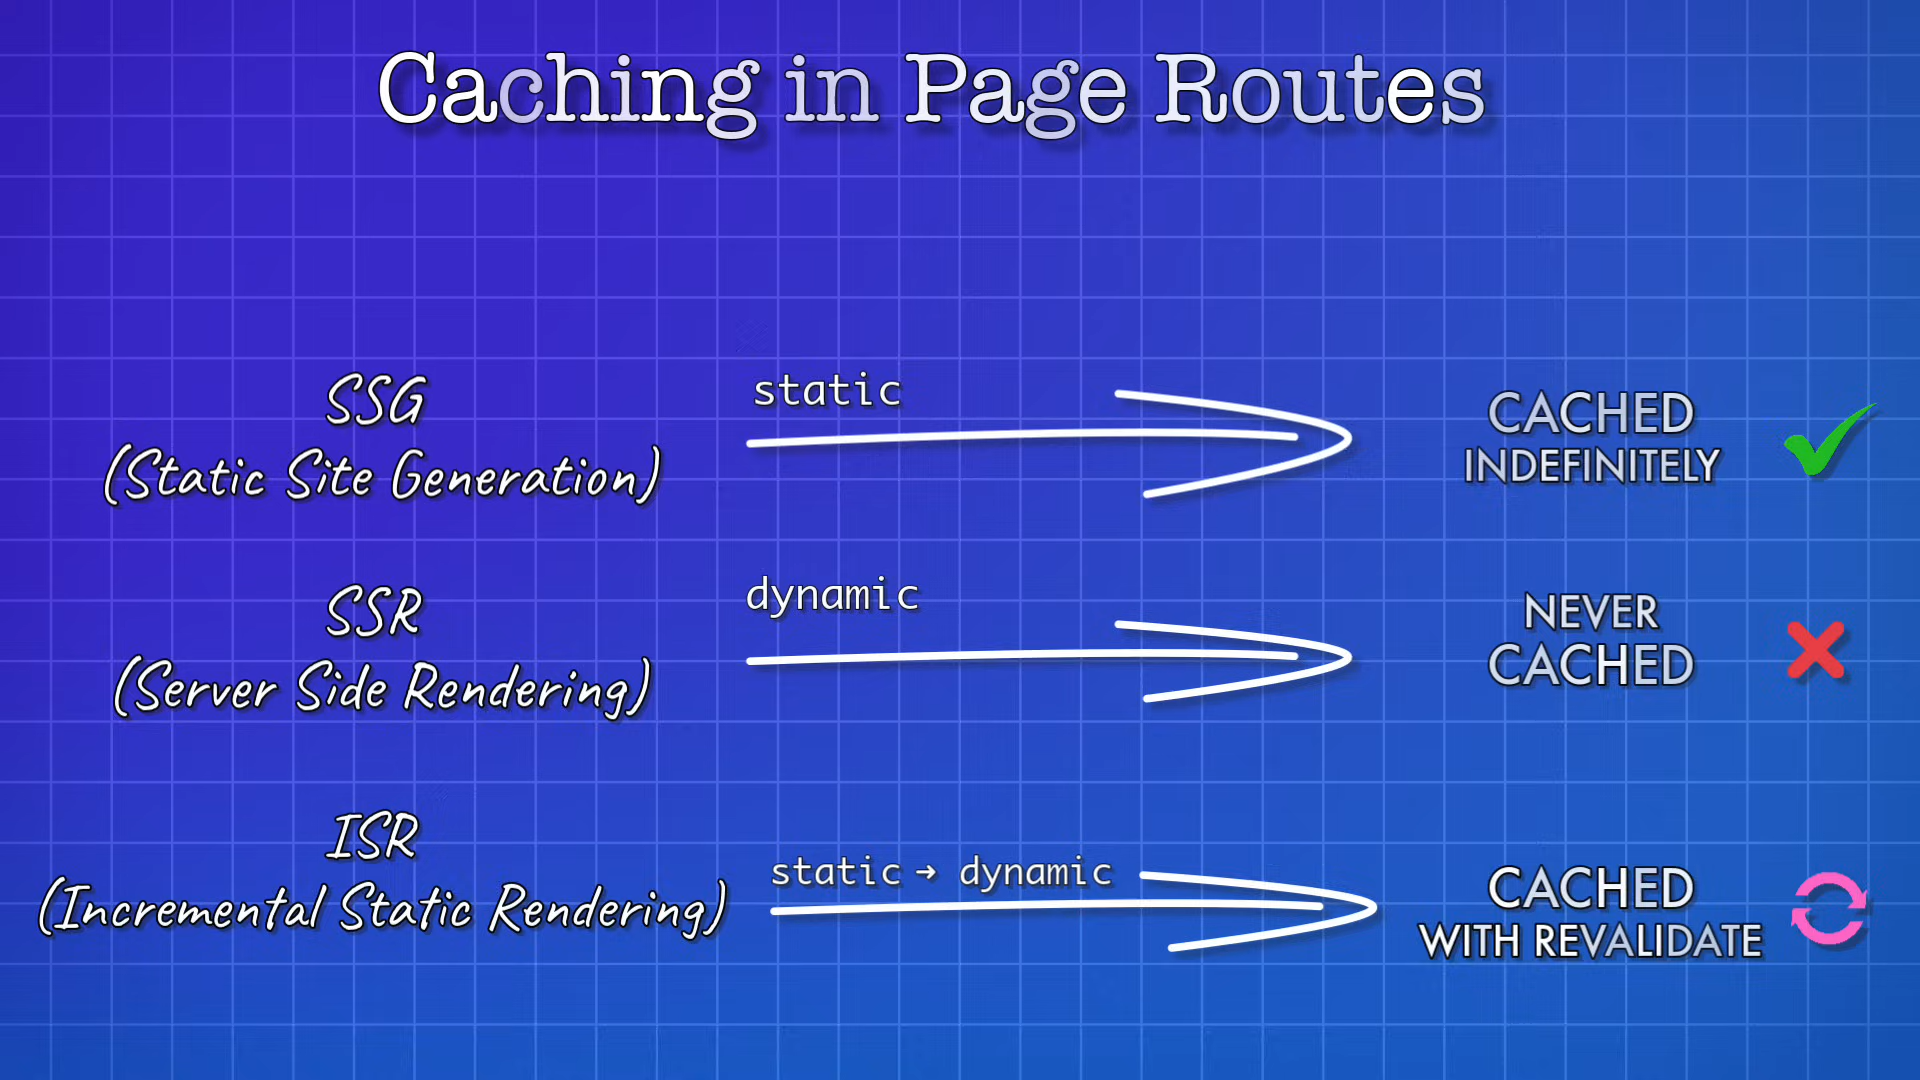 Caching in Page Routes
SSG
(Static Site Generation)
static
CACHED
INDEFINITELY
SSR
(Server Side Rendering)
dynamic
NEVER
CACHED
ISR
(Incremental Static Rendering)
static → dynamic
CACHED
WITH REVALIDATE